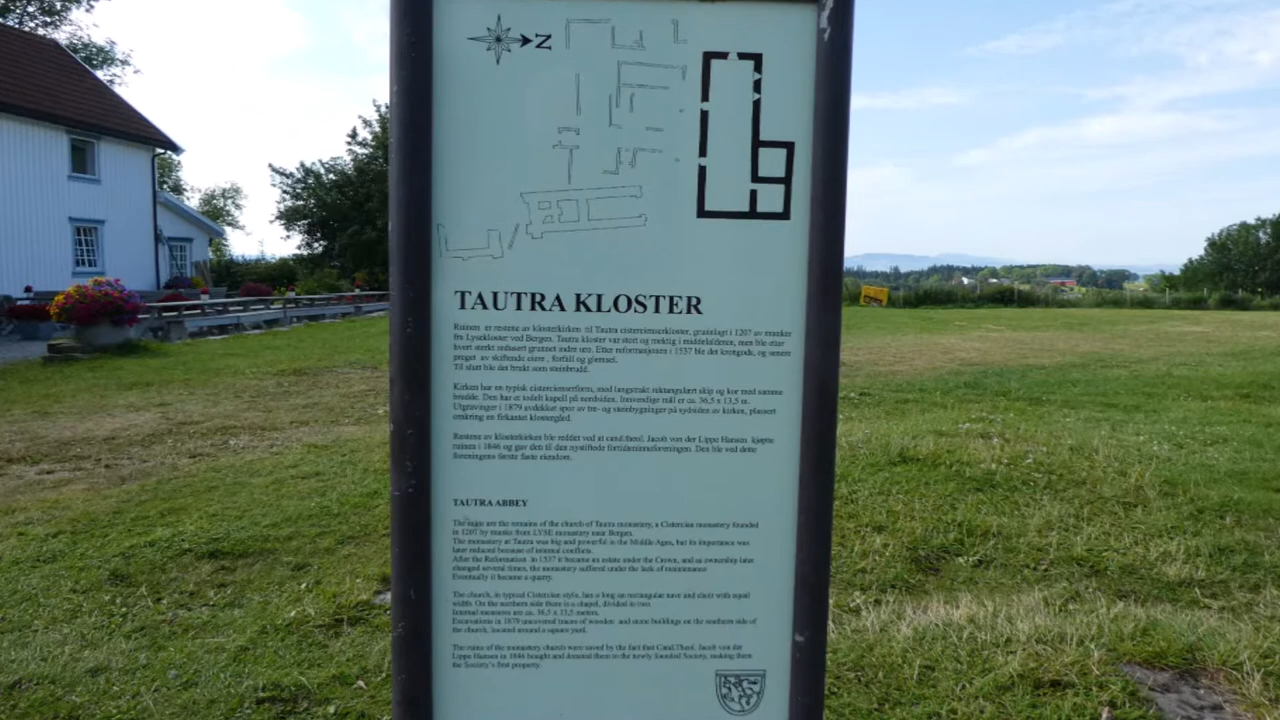 N
TAUTRA KLOSTER
Ruinen er restene av klosterkirken til Tautra cistercienserkloster, grunnlagt i 1207 av munker
fra Lysekloster ved Bergen. Tautra kloster var stort og mektig i middelalderen, men ble etter
hvert sterkt redusert grunnet indre uro. Etter reformasjonen i 1537 ble det krongods, og senere
preget av skiftende eiere, forfall og glemsel.
Til slutt ble det brukt som steinbrudd.
Kirken har en typisk cistercienserform, med langstrakt rektangulært skip og kor med samme
bredde. Den har et todelt kapell på nordsiden. Innvendige mål er ca. 36,5 x 13,5 m.
Utgravinger i 1879 avdekket spor av tre- og steinbygninger på sydsiden av kirken, plassert
omkring en firkantet klostergård.
Restene av klosterkirken ble reddet ved at cand.theol. Jacob von der Lippe Hansen kjøpte
ruinen i 1846 og gav den til den nystiftede fortidsminneforeningen. Den ble ved dette
foreningens første faste eiendom.
TAUTRA ABBEY
The ruins are the remains of the church of Tautra monastery, a Cistercian monastery founded
in 1207 by munks from LYSE monastery near Bergen.
The monastery at Tautra was big and powerful in the Middle Ages, but its importance was
later reduced because of internal conflicts.
After the Reformation in 1537 it became an estate under the Crown, and as ownership later
changed several times, the monastery suffered under the lack of maintenance
Eventually it became a quarry.
The church, in typical Cistercian style, has a long an rectangular nave and choir with equal
width. On the northern side there is a chapel, divided in two.
Internal measures are ca. 36,5 x 13,5 meters.
Excavations in 1879 uncovered traces of wooden and stone buildings on the southern side of
the church, located around a square yard.
The ruins of the monastery church were saved by the fact that Cand.Theol. Jacob von der
Lippe Hansen in 1846 bought and donated them to the newly founded Society, making them
the Society's first property.